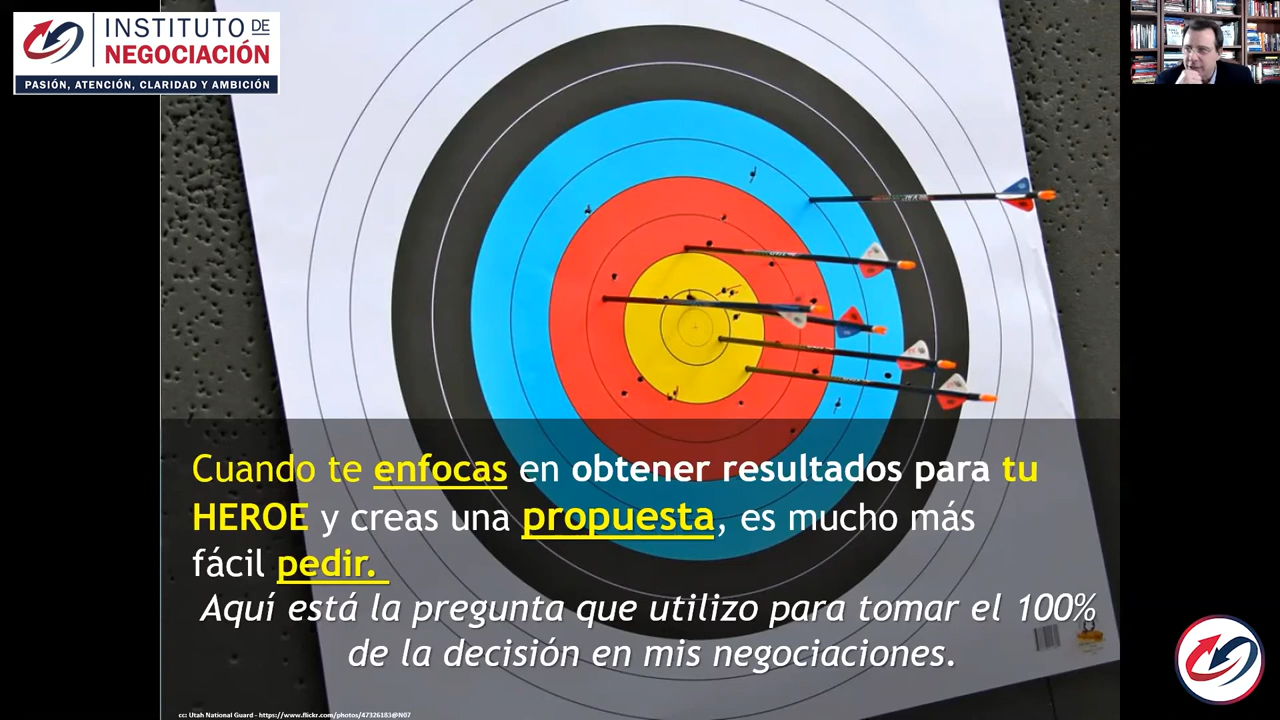 INSTITUTO DE
NEGOCIACIÓN
PASIÓN, ATENCIÓN, CLARIDAD Y AMBICIÓN
Cuando te enfocas en obtener resultados para tu
HEROE y creas una propuesta, es mucho más
fácil pedir.
Aquí está la pregunta que utilizo para tomar el 100%
de la decisión en mis negociaciones.
cc: Utah National Guard - https://www.flickr.com/photos/47326183@N07